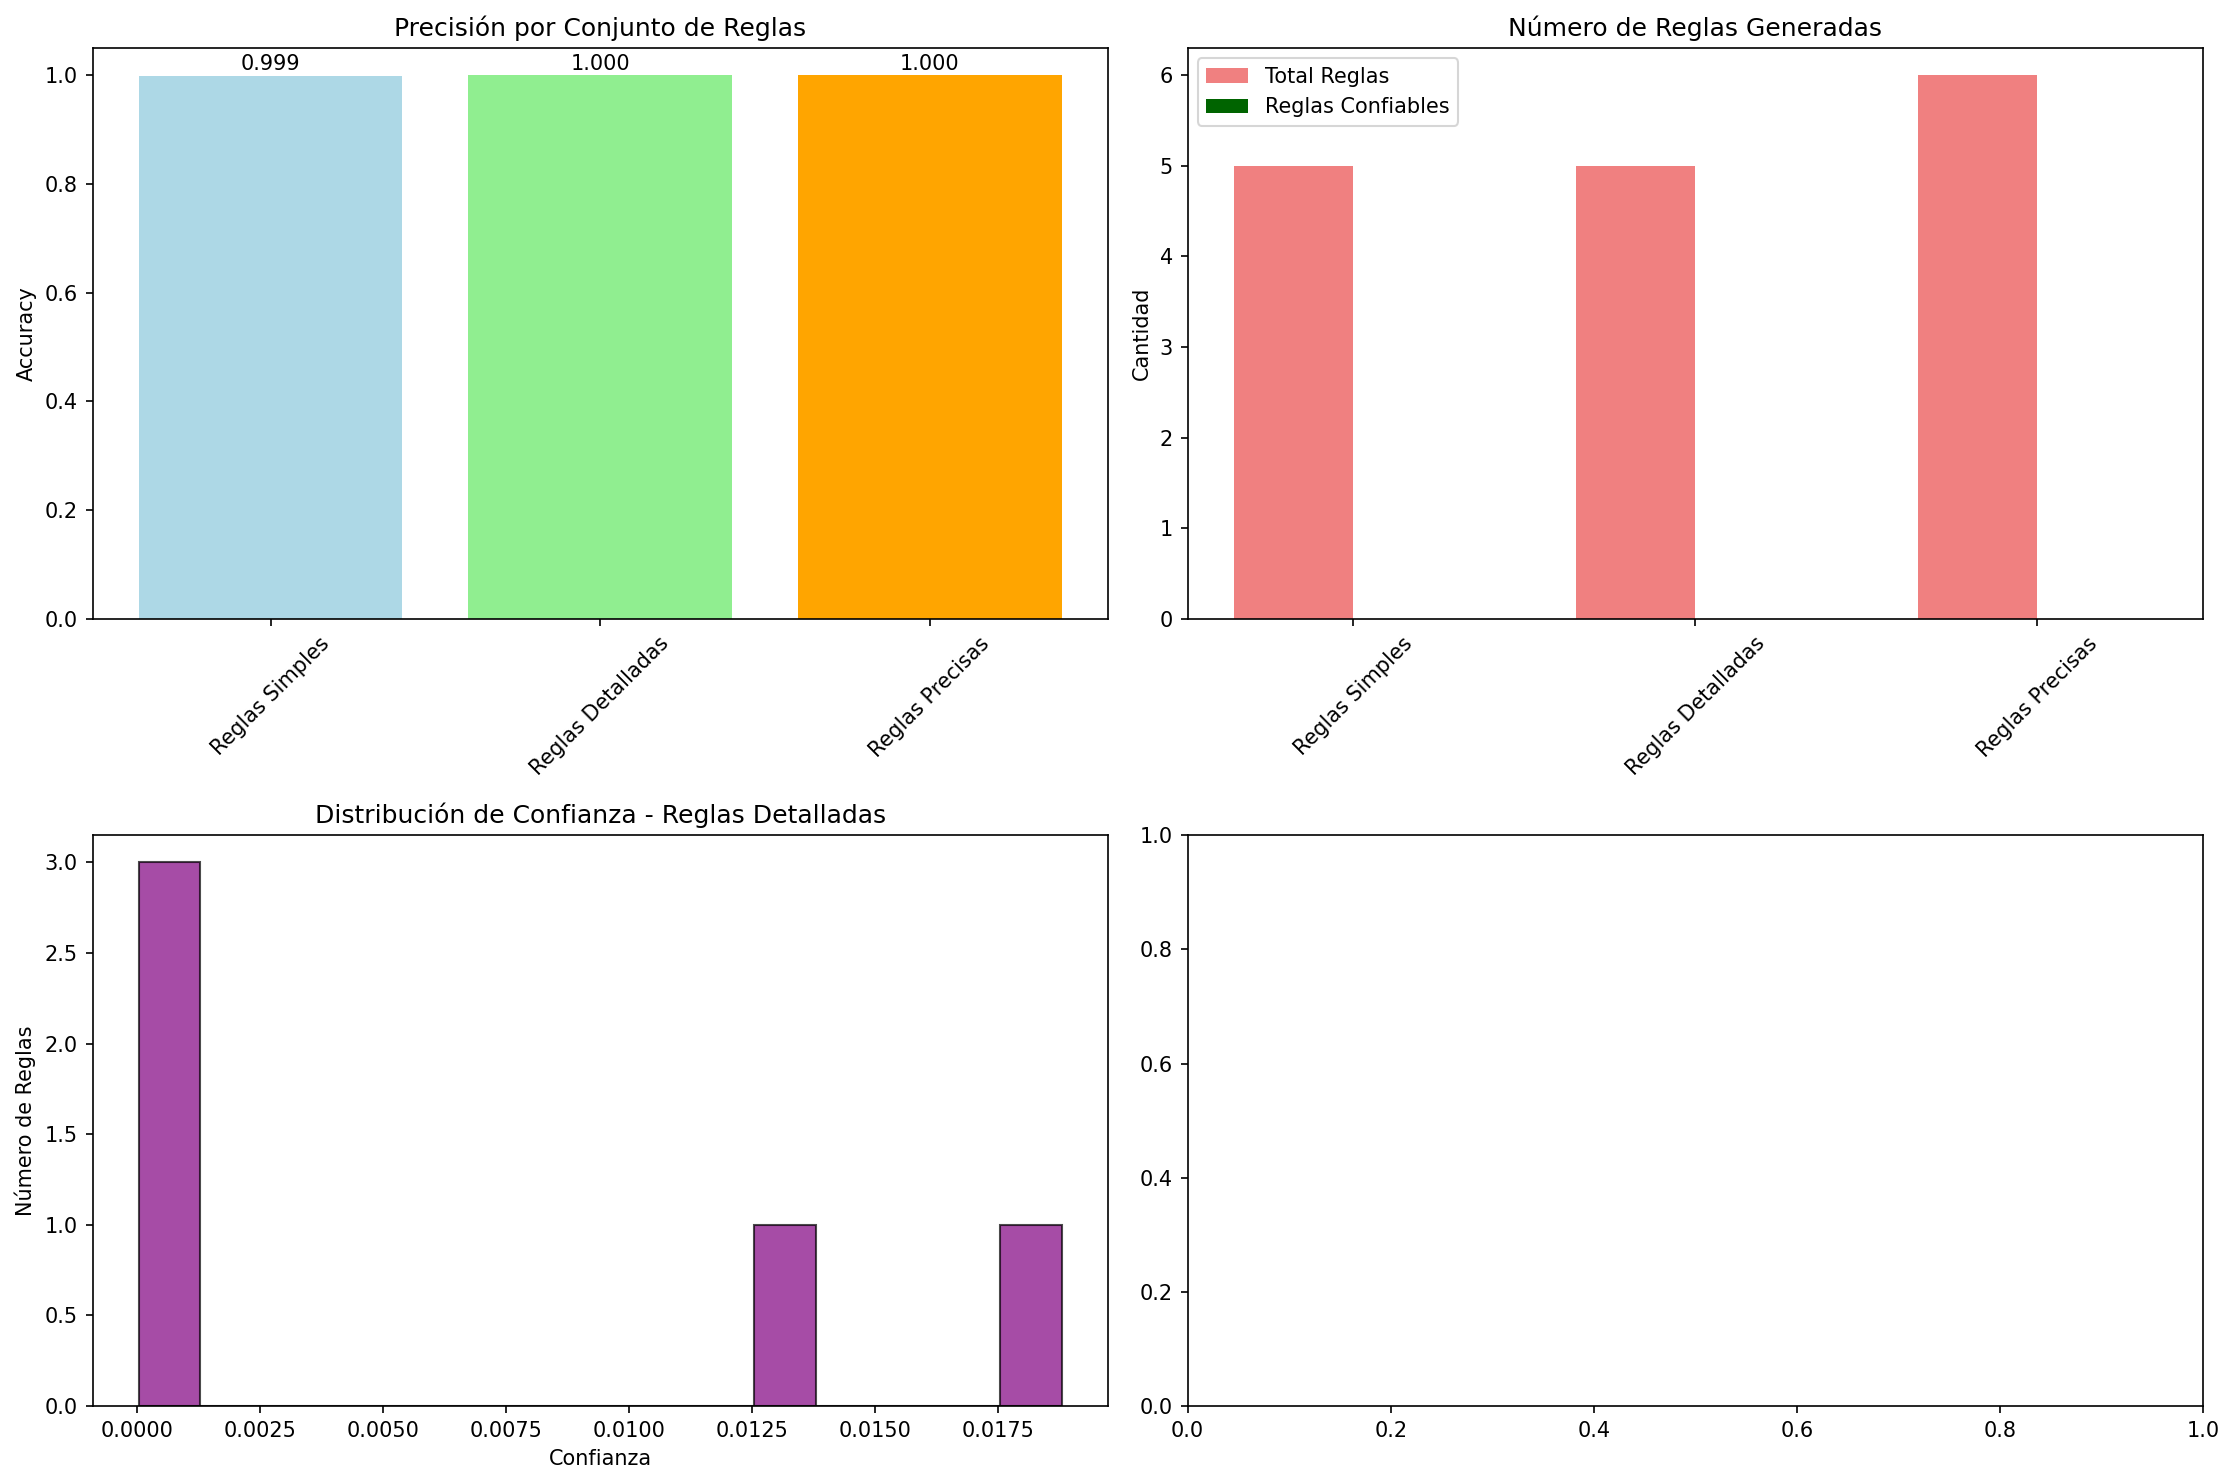 Precisión por Conjunto de Reglas
0.999
1.000
1.000
1.0
0.8
0.6
0.4
0.2
0.0
Accuracy
Reglas Simples
Reglas Detalladas
Reglas Precisas
Número de Reglas Generadas
Total Reglas
Reglas Confiables
6
5
4
3
2
1
0
Cantidad
Reglas Simples
Reglas Detalladas
Reglas Precisas
Distribución de Confianza - Reglas Detalladas
3.0
2.5
2.0
1.5
1.0
0.5
0.0
Número de Reglas
0.0000
0.0025
0.0050
0.0075
0.0100
0.0125
0.0150
0.0175
Confianza
1.0
0.8
0.6
0.4
0.2
0.0
0.0
0.2
0.4
0.6
0.8
1.0